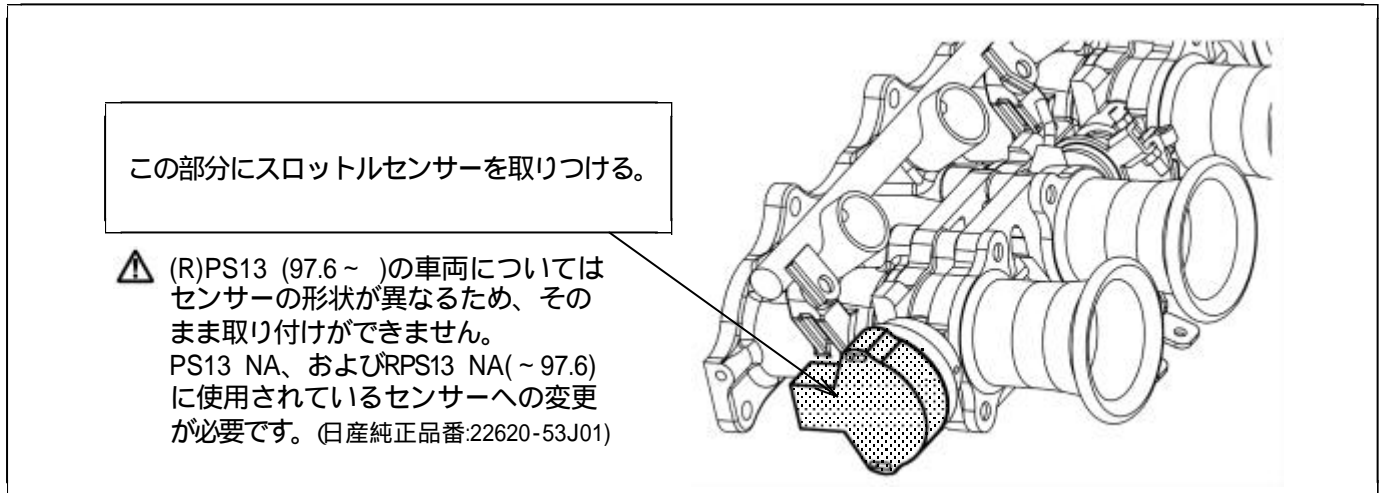 この部分にスロットルセンサーを取りつける。
⚠ (R)PS13 (97.6～ )の車両については
センサーの形状が異なるため、その
まま取り付けができません。
PS13 NA、およびRPS13 NA(～97.6)
に使用されているセンサーへの変更
が必要です。(日産純正品番:22620-53J01)